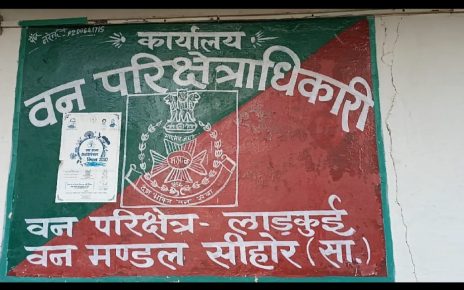 कार्यालय
वन परिक्षेत्राधिकारी
वन परिक्षेत्र- लाड़कुई
वन मण्डल सीहोर (सा.)